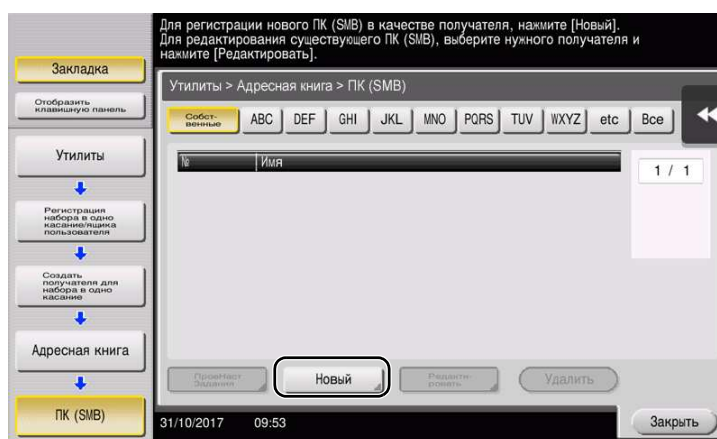 Для регистрации нового ПК (SMB) в качестве получателя, нажмите [Новый].
Для редактирования существующего ПК (SMB), выберите нужного получателя и
нажмите [Редактировать].
Закладка
Отобразить
клавишную панель
Утилиты
Регистрация
набора в одно
касание/ящика
пользователя
Создать
получателя для
набора в одно
касание
Адресная книга
ПК (SMB)
Утилиты > Адресная книга > ПК (SMB)
Собст-
венные
ABC
DEF
GHI
JKL
MNO
PQRS
TUV
WXYZ
etc
Все
№
Имя
1 / 1
ПровНаст
Задания
Новый
Редакти-
ровать
Удалить
31/10/2017
09:53
Закрыть